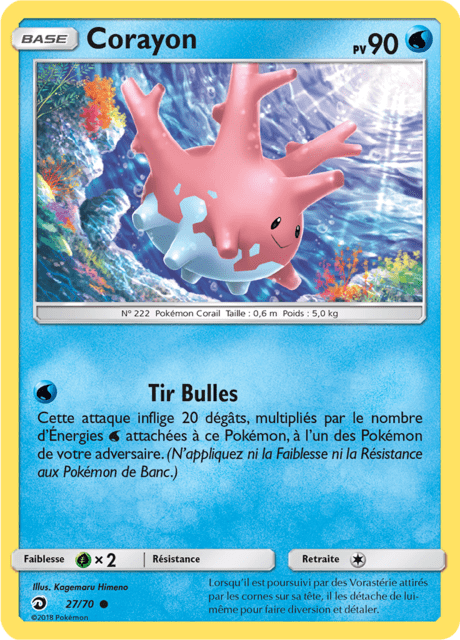 BASE Corayon PV 90
N° 222 Pokémon Corail Taille : 0,6 m Poids : 5,0 kg
Tir Bulles
Cette attaque inflige 20 dégâts, multipliés par le nombre
d'Énergies attachées à ce Pokémon, à l'un des Pokémon
de votre adversaire. (N'appliquez ni la Faiblesse ni la Résistance
aux Pokémon de Banc.)
Faiblesse ×2 Résistance Retraite
Illus. Kagemaru Himeno
27/70
©2018 Pokémon
Lorsqu'il est poursuivi par des Vorastérie attirés
par les cornes sur sa tête, il les détache de lui-
même pour faire diversion et détaler.